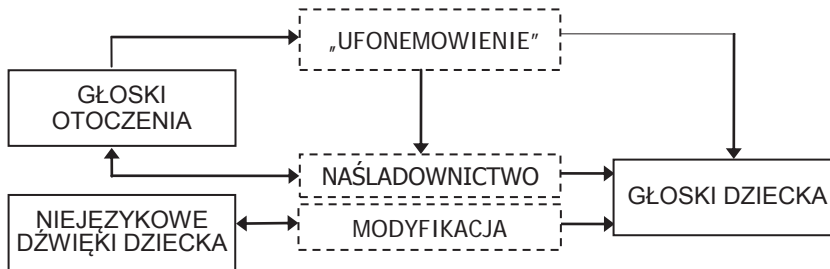 „UFONEMOWIENIE”
GŁOSKI
OTOCZENIA
NAŚLADOWNICTWO
GŁOSKI DZIECKA
NIEJĘZYKOWE
DŹWIĘKI DZIECKA
MODYFIKACJA